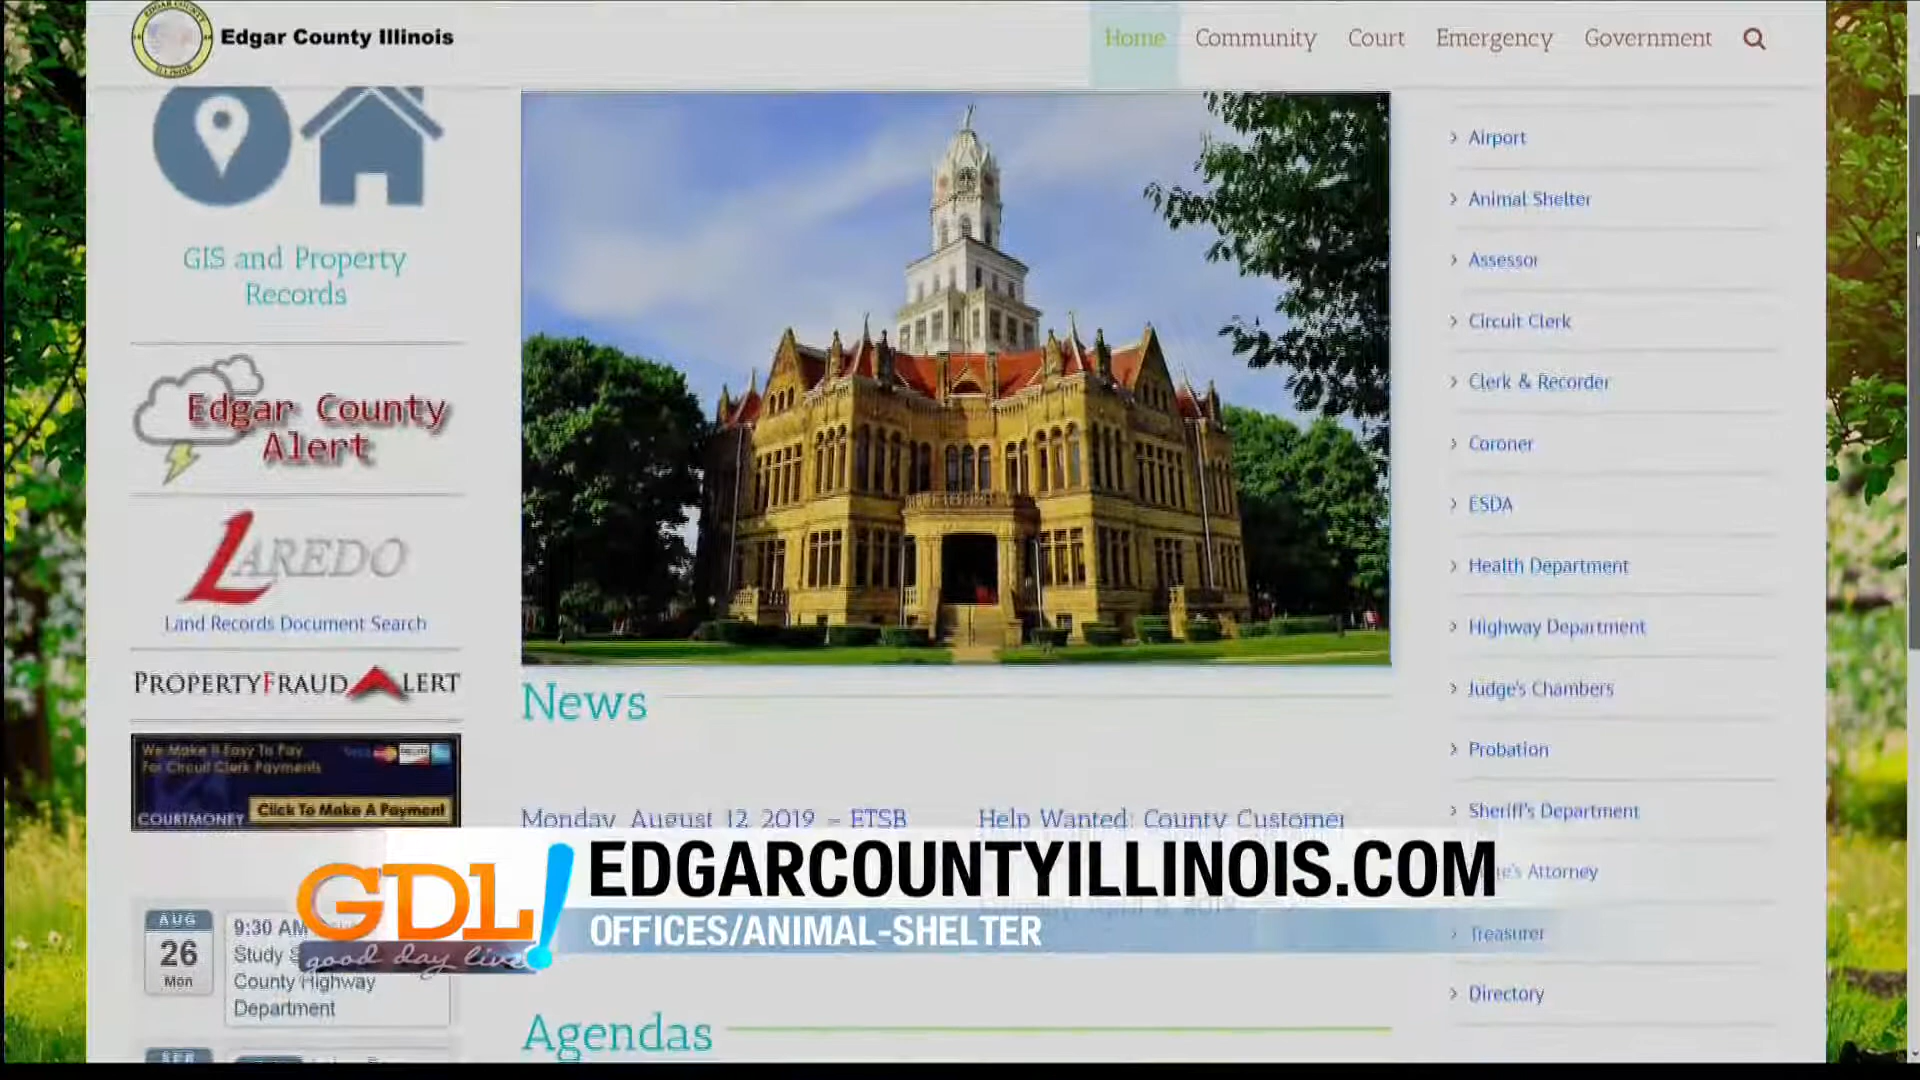 Edgar County Illinois
Home Community Court Emergency Government
GIS and Property
Records
Edgar County
Alert
LAREDO
Land Records Document Search
PROPERTYFRAUD ALERT
We Make It Easy To Pay
For Circuit Clerk Payments
COURTMONEY
Click To Make A Payment
News
Monday August 12 2019 – ETSB
Help Wanted: County Customer
Airport
Animal Shelter
Assessor
Circuit Clerk
Clerk & Recorder
Coroner
ESDA
Health Department
Highway Department
Judge's Chambers
Probation
Sheriff's Department
Attorney
Treasurer
Directory
GDL!
good day live
EDGARCOUNTYILLINOIS.COM
OFFICES/ANIMAL-SHELTER
AUG
26
Mon
9:30 AM
Study
County Highway
Department
SEP
Agendas